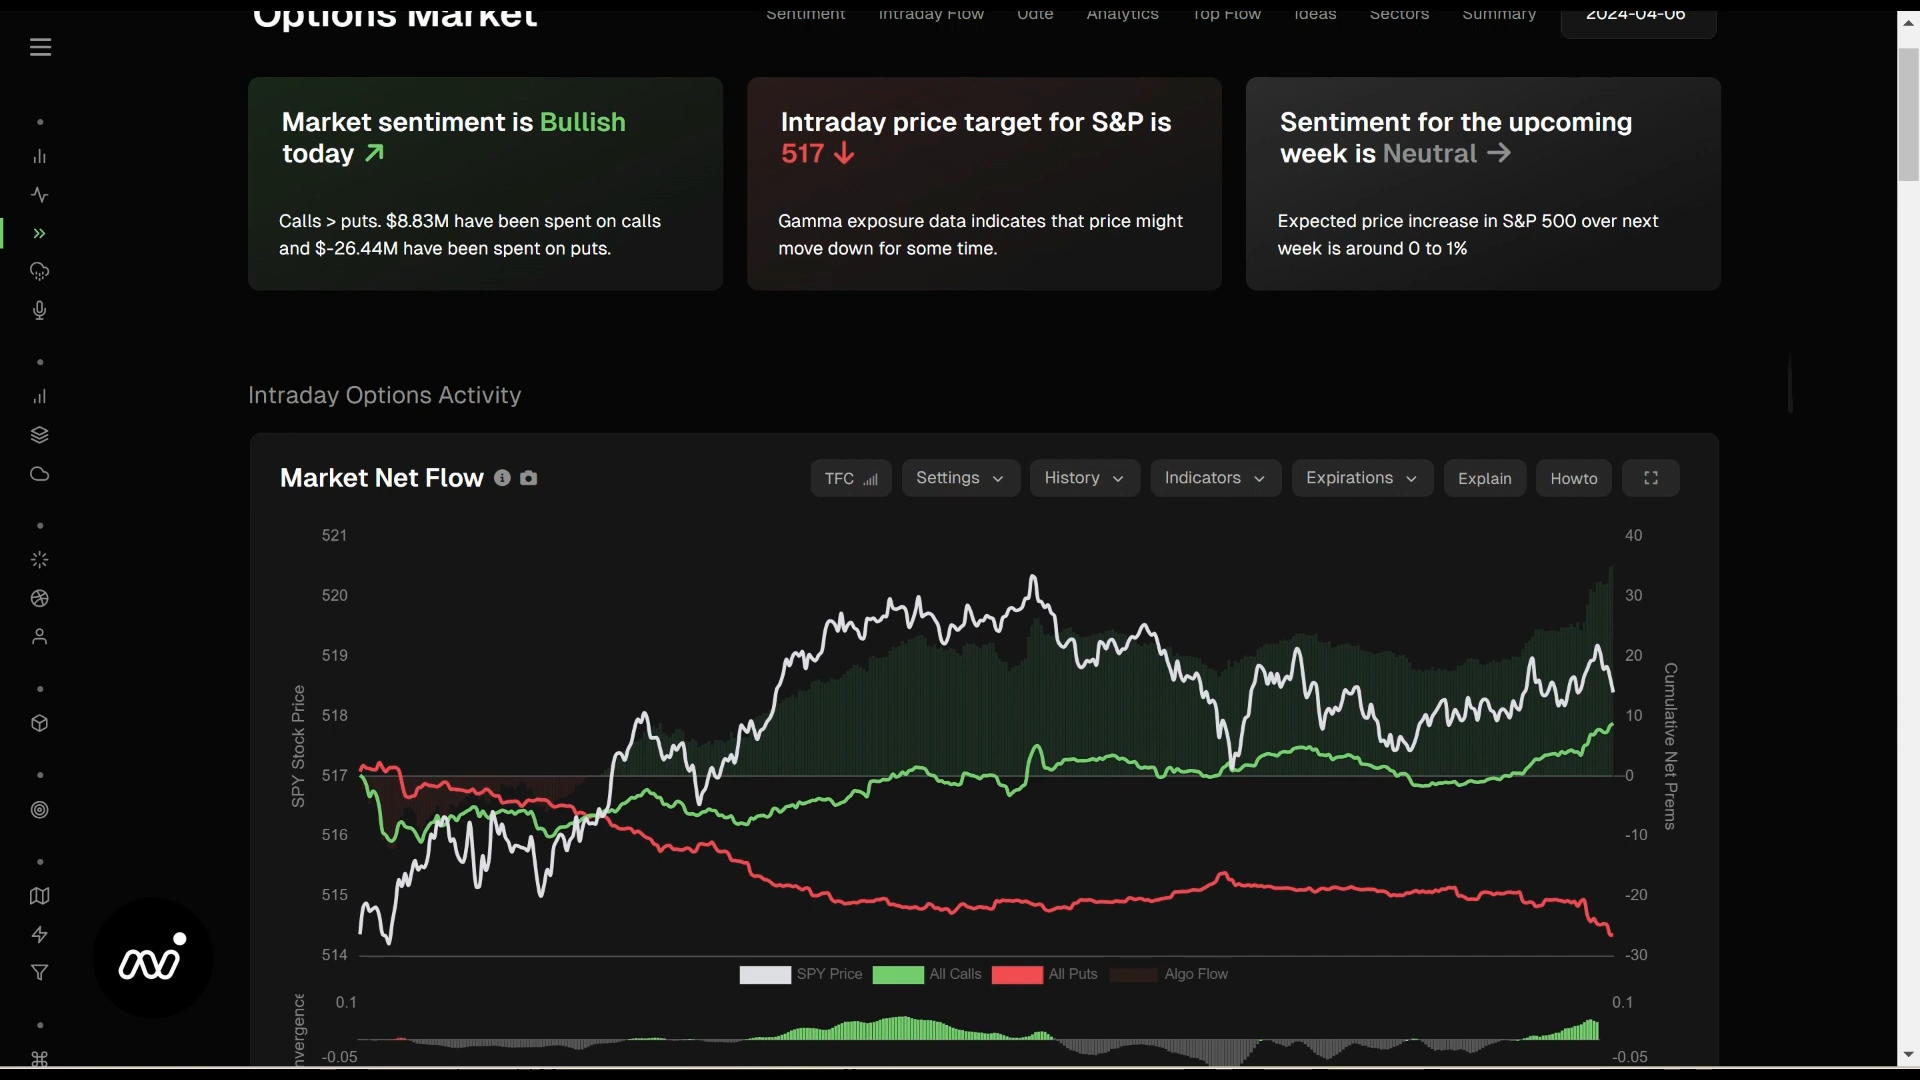 Options Market
Sentiment
Intraday Flow
0dte
Analytics
Top Flow
Ideas
Sectors
Summary
2024-04-06
Market sentiment is Bullish
today
Calls > puts. $8.83M have been spent on calls
and $-26.44M have been spent on puts.
Intraday price target for S&P is
517
Gamma exposure data indicates that price might
move down for some time.
Sentiment for the upcoming
week is Neutral
Expected price increase in S&P 500 over next
week is around 0 to 1%
Intraday Options Activity
Market Net Flow
TFC
Settings
History
Indicators
Expirations
Explain
Howto
521
520
519
518
517
516
515
514
SPY Stock Price
40
30
20
10
0
-10
-20
-30
Cumulative Net Prems
SPY Price
All Calls
All Puts
Algo Flow
0.1
0.1
nvergence
-0.05
-0.05